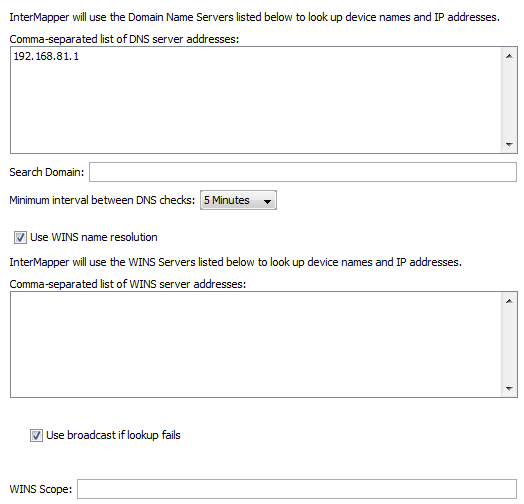 InterMapper will use the Domain Name Servers listed below to look up device names and IP addresses.
Comma-separated list of DNS server addresses:
192.168.81.1
Search Domain:
Minimum interval between DNS checks: 5 Minutes
Use WINS name resolution
InterMapper will use the WINS Servers listed below to look up device names and IP addresses.
Comma-separated list of WINS server addresses:
Use broadcast if lookup fails
WINS Scope: